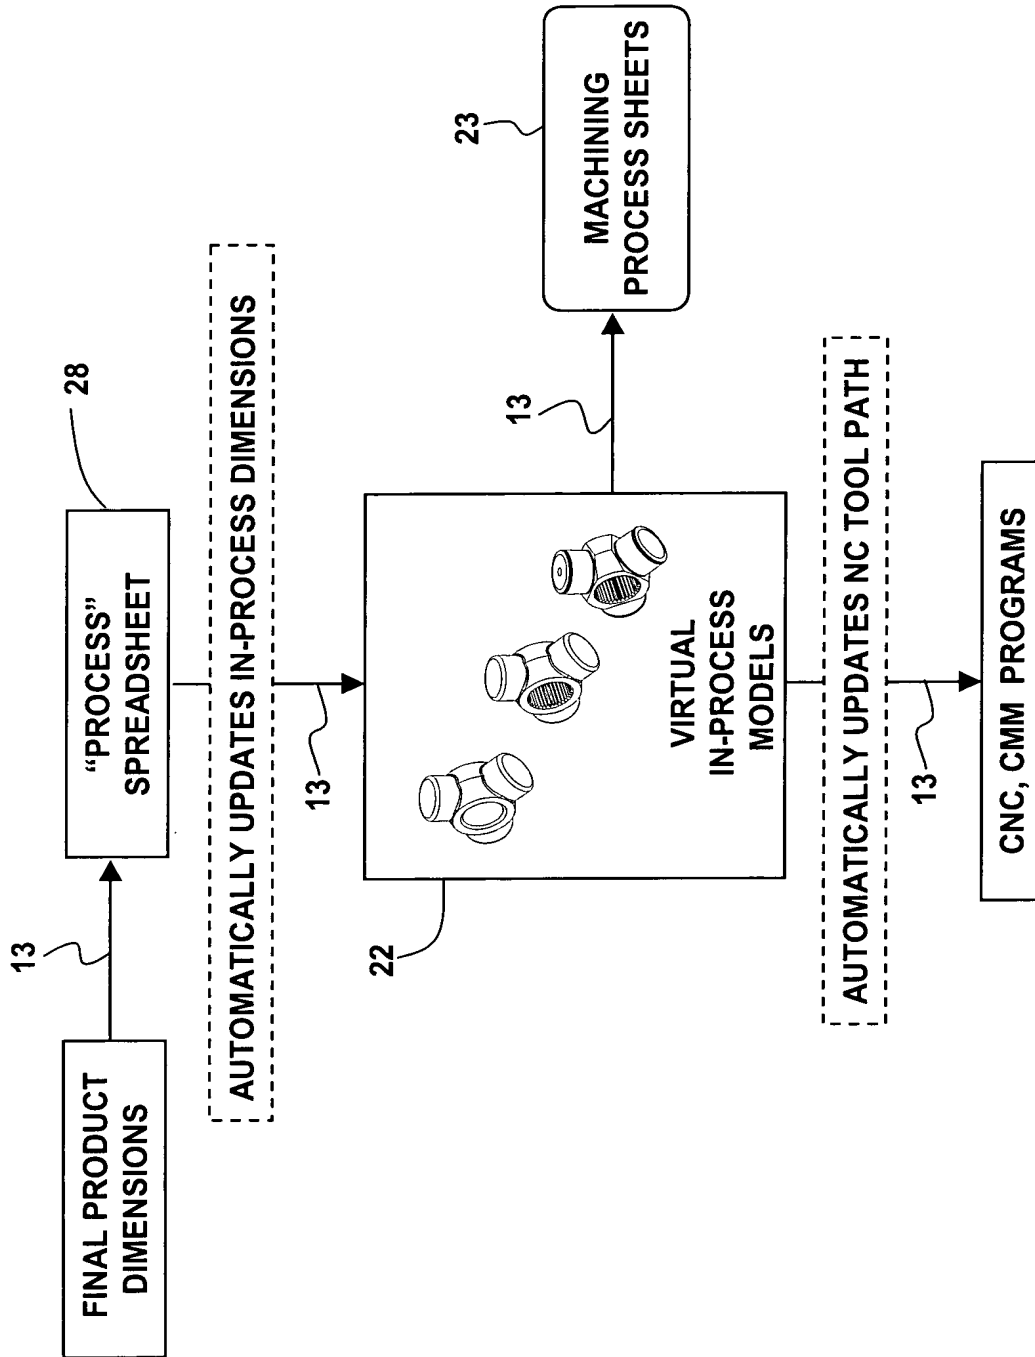 FINAL PRODUCT
DIMENSIONS
13
"PROCESS"
SPREADSHEET
28
AUTOMATICALLY UPDATES IN-PROCESS DIMENSIONS
13
22
VIRTUAL
IN-PROCESS
MODELS
13
MACHINING
PROCESS SHEETS
23
AUTOMATICALLY UPDATES NC TOOL PATH
13
CNC, CMM PROGRAMS